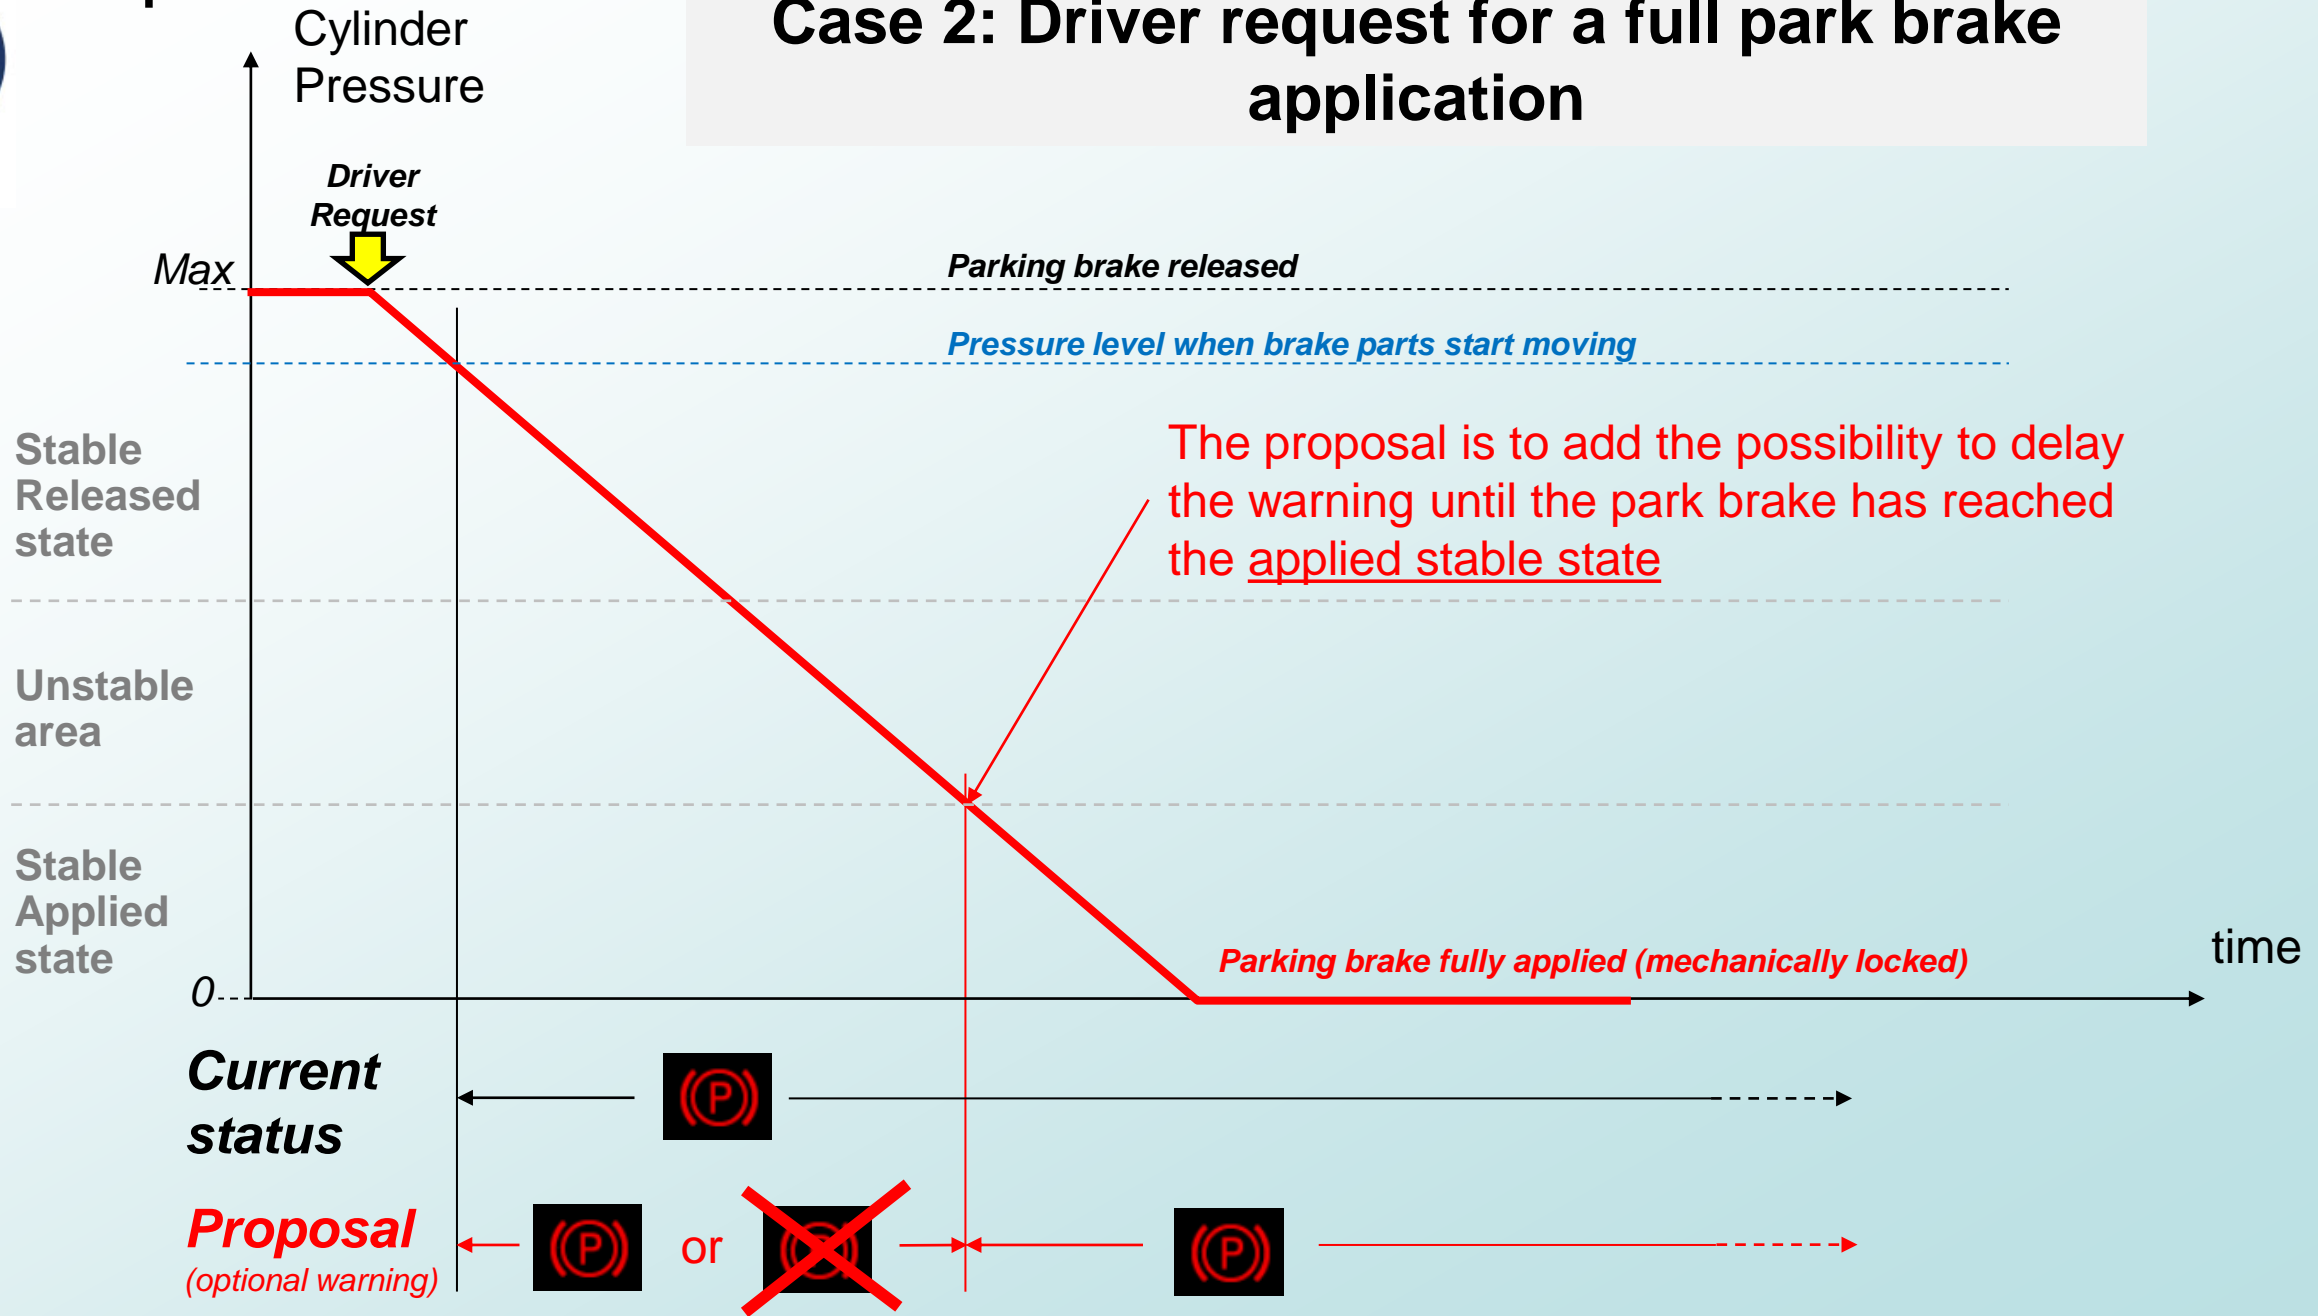 Cylinder
Pressure
Case 2: Driver request for a full park brake
application
Driver
Request
Max
Parking brake released
Pressure level when brake parts start moving
Stable
Released
state
The proposal is to add the possibility to delay
the warning until the park brake has reached
the applied stable state
Unstable
area
Stable
Applied
state
Parking brake fully applied (mechanically locked)
time
0
Current
status
P
Proposal
(optional warning)
P
or
P
P